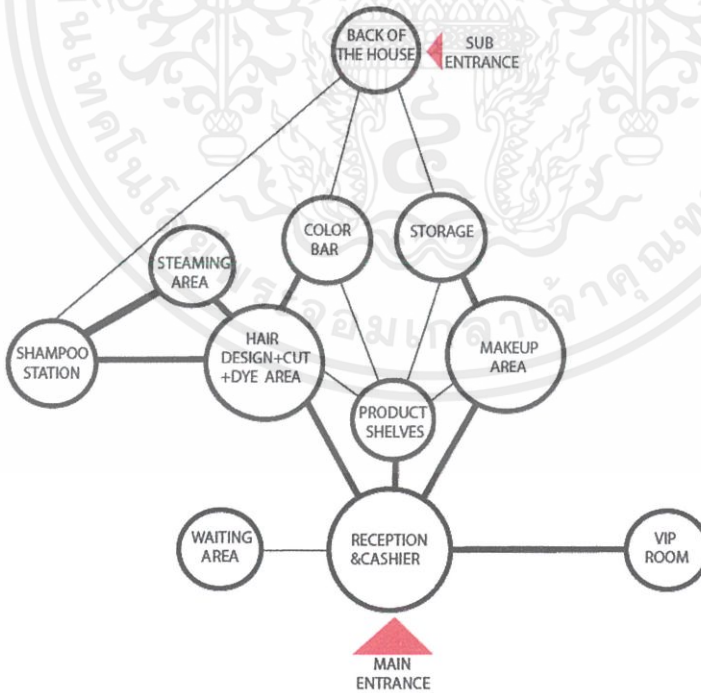 BACK OF
THE HOUSE
SUB
ENTRANCE
COLOR
BAR
STORAGE
STEAMING
AREA
SHAMPOO
STATION
HAIR
DESIGN+CUT
+DYE AREA
MAKEUP
AREA
PRODUCT
SHELVES
WAITING
AREA
RECEPTION
&CASHIER
VIP
ROOM
MAIN
ENTRANCE